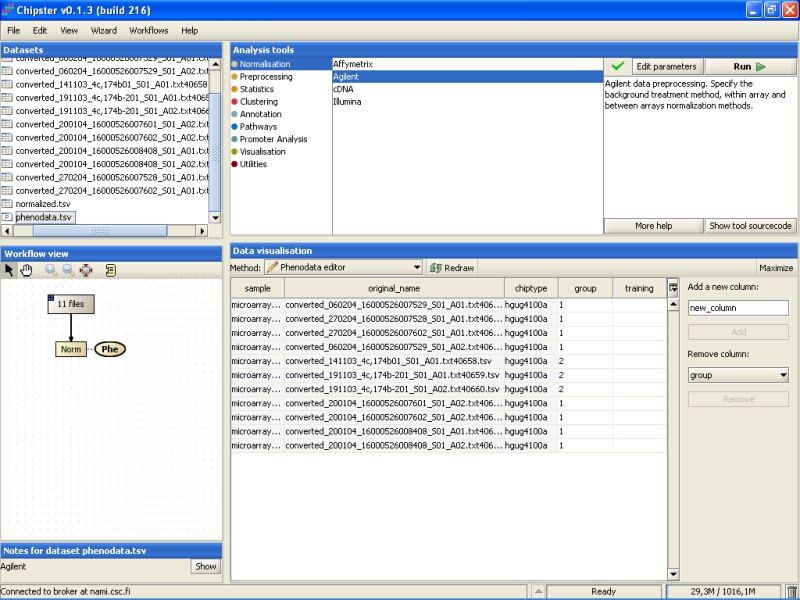 Chipster v0.1.3 (build 216)
File Edit View Wizard Workflows Help
Datasets
converted_060204_16000526007529_S01_A02.txt
converted_141103_4c,174b01_S01_A01.txt40658
converted_191103_4c,174b-201_S01_A01.txt4065
converted_191103_4c,174b-201_S01_A02.txt4066
converted_200104_16000526007601_S01_A02.txt
converted_200104_16000526007602_S01_A02.txt
converted_200104_16000526008408_S01_A01.txt
converted_200104_16000526008408_S01_A02.txt
converted_270204_16000526007528_S01_A01.txt
converted_270204_16000526007602_S01_A01.txt
normalized.tsv
phenodata.tsv
Analysis tools
Normalisation
Preprocessing
Statistics
Clustering
Annotation
Pathways
Promoter Analysis
Visualisation
Utilities
Affymetrix
Agilent
cDNA
Illumina
Edit parameters Run
Agilent data preprocessing. Specify the
background treatment method, within array and
between arrays normalization methods.
More help Show tool sourcecode
Workflow view
11 files
Norm Phe
Notes for dataset phenodata.tsv
Agilent Show
Data visualisation
Method: Phenodata editor Redraw Maximize
sample original_name chiptype group training
microarray... converted_060204_16000526007529_S01_A01.txt406... hgug4100a 1
microarray... converted_270204_16000526007528_S01_A01.txt406... hgug4100a 1
microarray... converted_270204_16000526007602_S01_A01.txt406... hgug4100a 1
microarray... converted_060204_16000526007529_S01_A02.txt406... hgug4100a 1
microarray... converted_141103_4c,174b01_S01_A01.txt40658.tsv hgug4100a 2
microarray... converted_191103_4c,174b-201_S01_A01.txt40659.tsv hgug4100a 2
microarray... converted_191103_4c,174b-201_S01_A02.txt40660.tsv hgug4100a 2
microarray... converted_200104_16000526007601_S01_A02.txt406... hgug4100a 1
microarray... converted_200104_16000526007602_S01_A02.txt406... hgug4100a 1
microarray... converted_200104_16000526008408_S01_A01.txt406... hgug4100a 1
microarray... converted_200104_16000526008408_S01_A02.txt406... hgug4100a 1
Add a new column:
new_column
Add
Remove column:
group
Remove
Connected to broker at nami.csc.fi Ready 29,3M / 1016,1M